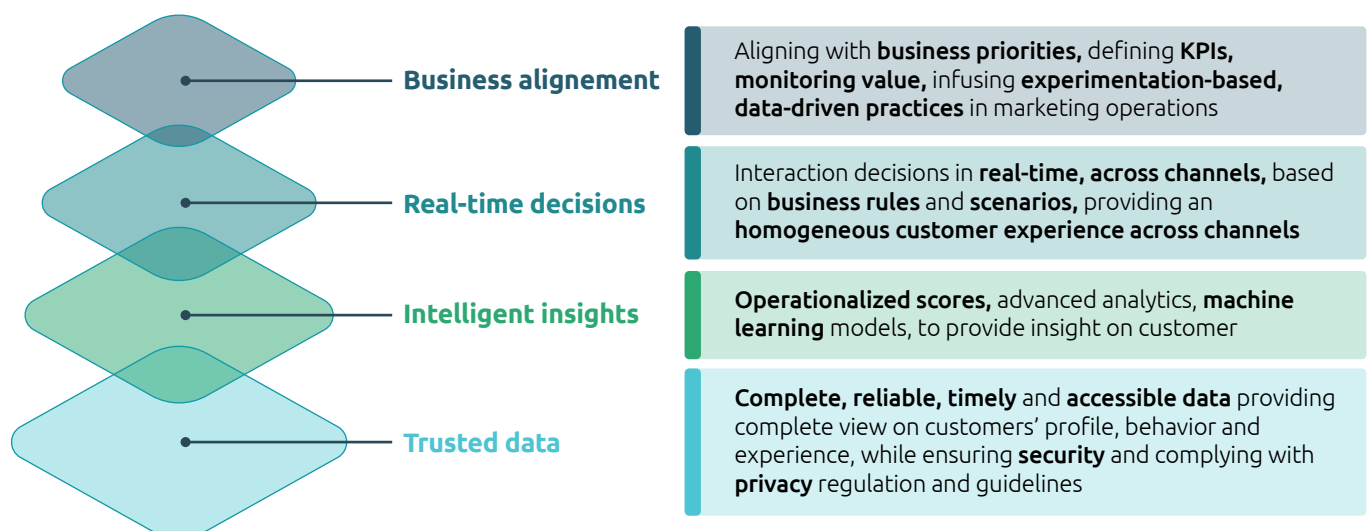 Business alignement
Aligning with business priorities, defining KPIs,
monitoring value, infusing experimentation-based,
data-driven practices in marketing operations
Real-time decisions
Interaction decisions in real-time, across channels, based
on business rules and scenarios, providing an
homogeneous customer experience across channels
Intelligent insights
Operationalized scores, advanced analytics, machine
learning models, to provide insight on customer
Trusted data
Complete, reliable, timely and accessible data providing
complete view on customers’ profile, behavior and
experience, while ensuring security and complying with
privacy regulation and guidelines